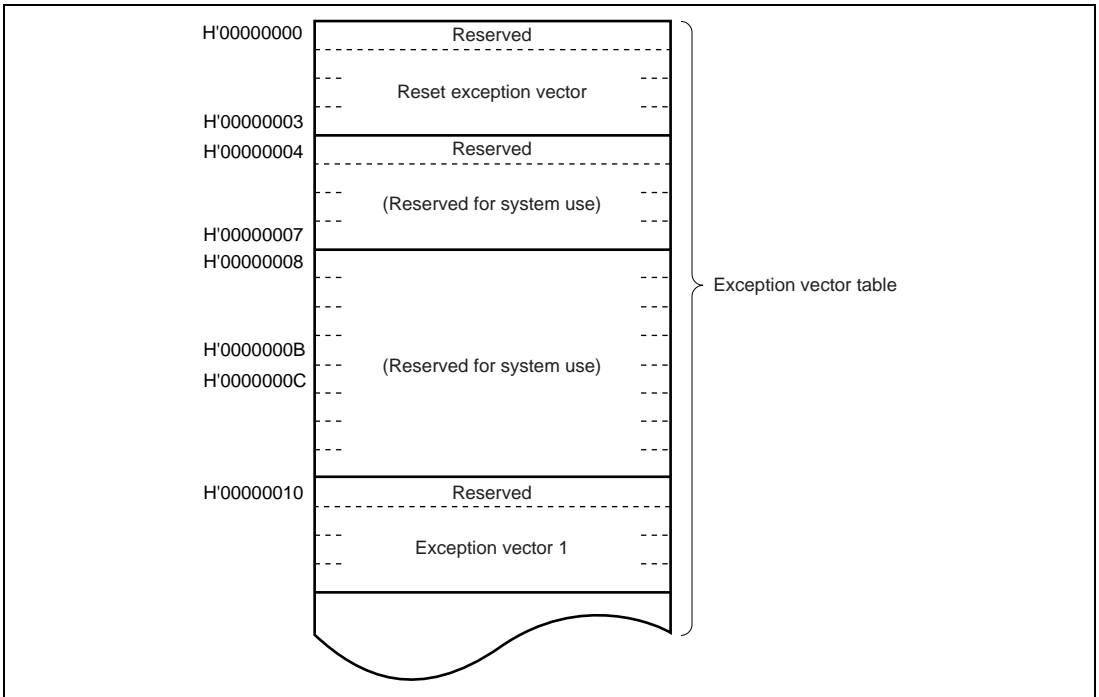 H'00000000
Reserved
Reset exception vector
H'00000003
H'00000004
Reserved
(Reserved for system use)
H'00000007
H'00000008
Exception vector table
H'0000000B
(Reserved for system use)
H'0000000C
H'00000010
Reserved
Exception vector 1